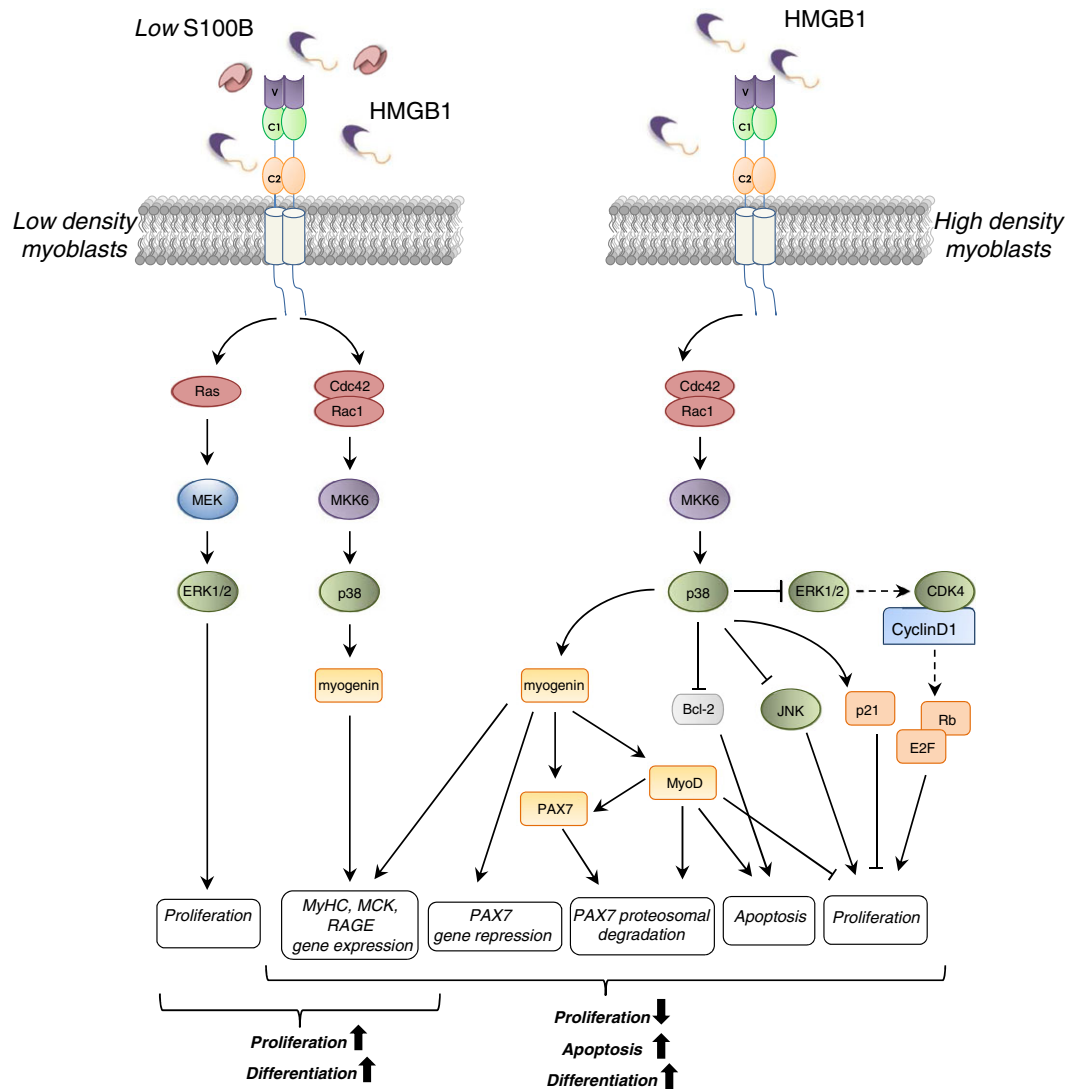 Low S100B
HMGB1
V
C1
C2
Low density
myoblasts
Ras
Cdc42
Rac1
MEK
MKK6
ERK1/2
p38
myogenin
HMGB1
V
C1
C2
High density
myoblasts
Cdc42
Rac1
MKK6
p38
ERK1/2
CDK4
CyclinD1
myogenin
Bcl-2
JNK
p21
Rb
E2F
MyoD
PAX7
Proliferation
MyHC, MCK,
RAGE
gene expression
PAX7
gene repression
PAX7 proteosomal
degradation
Apoptosis
Proliferation
Proliferation
Differentiation
Proliferation
Apoptosis
Differentiation